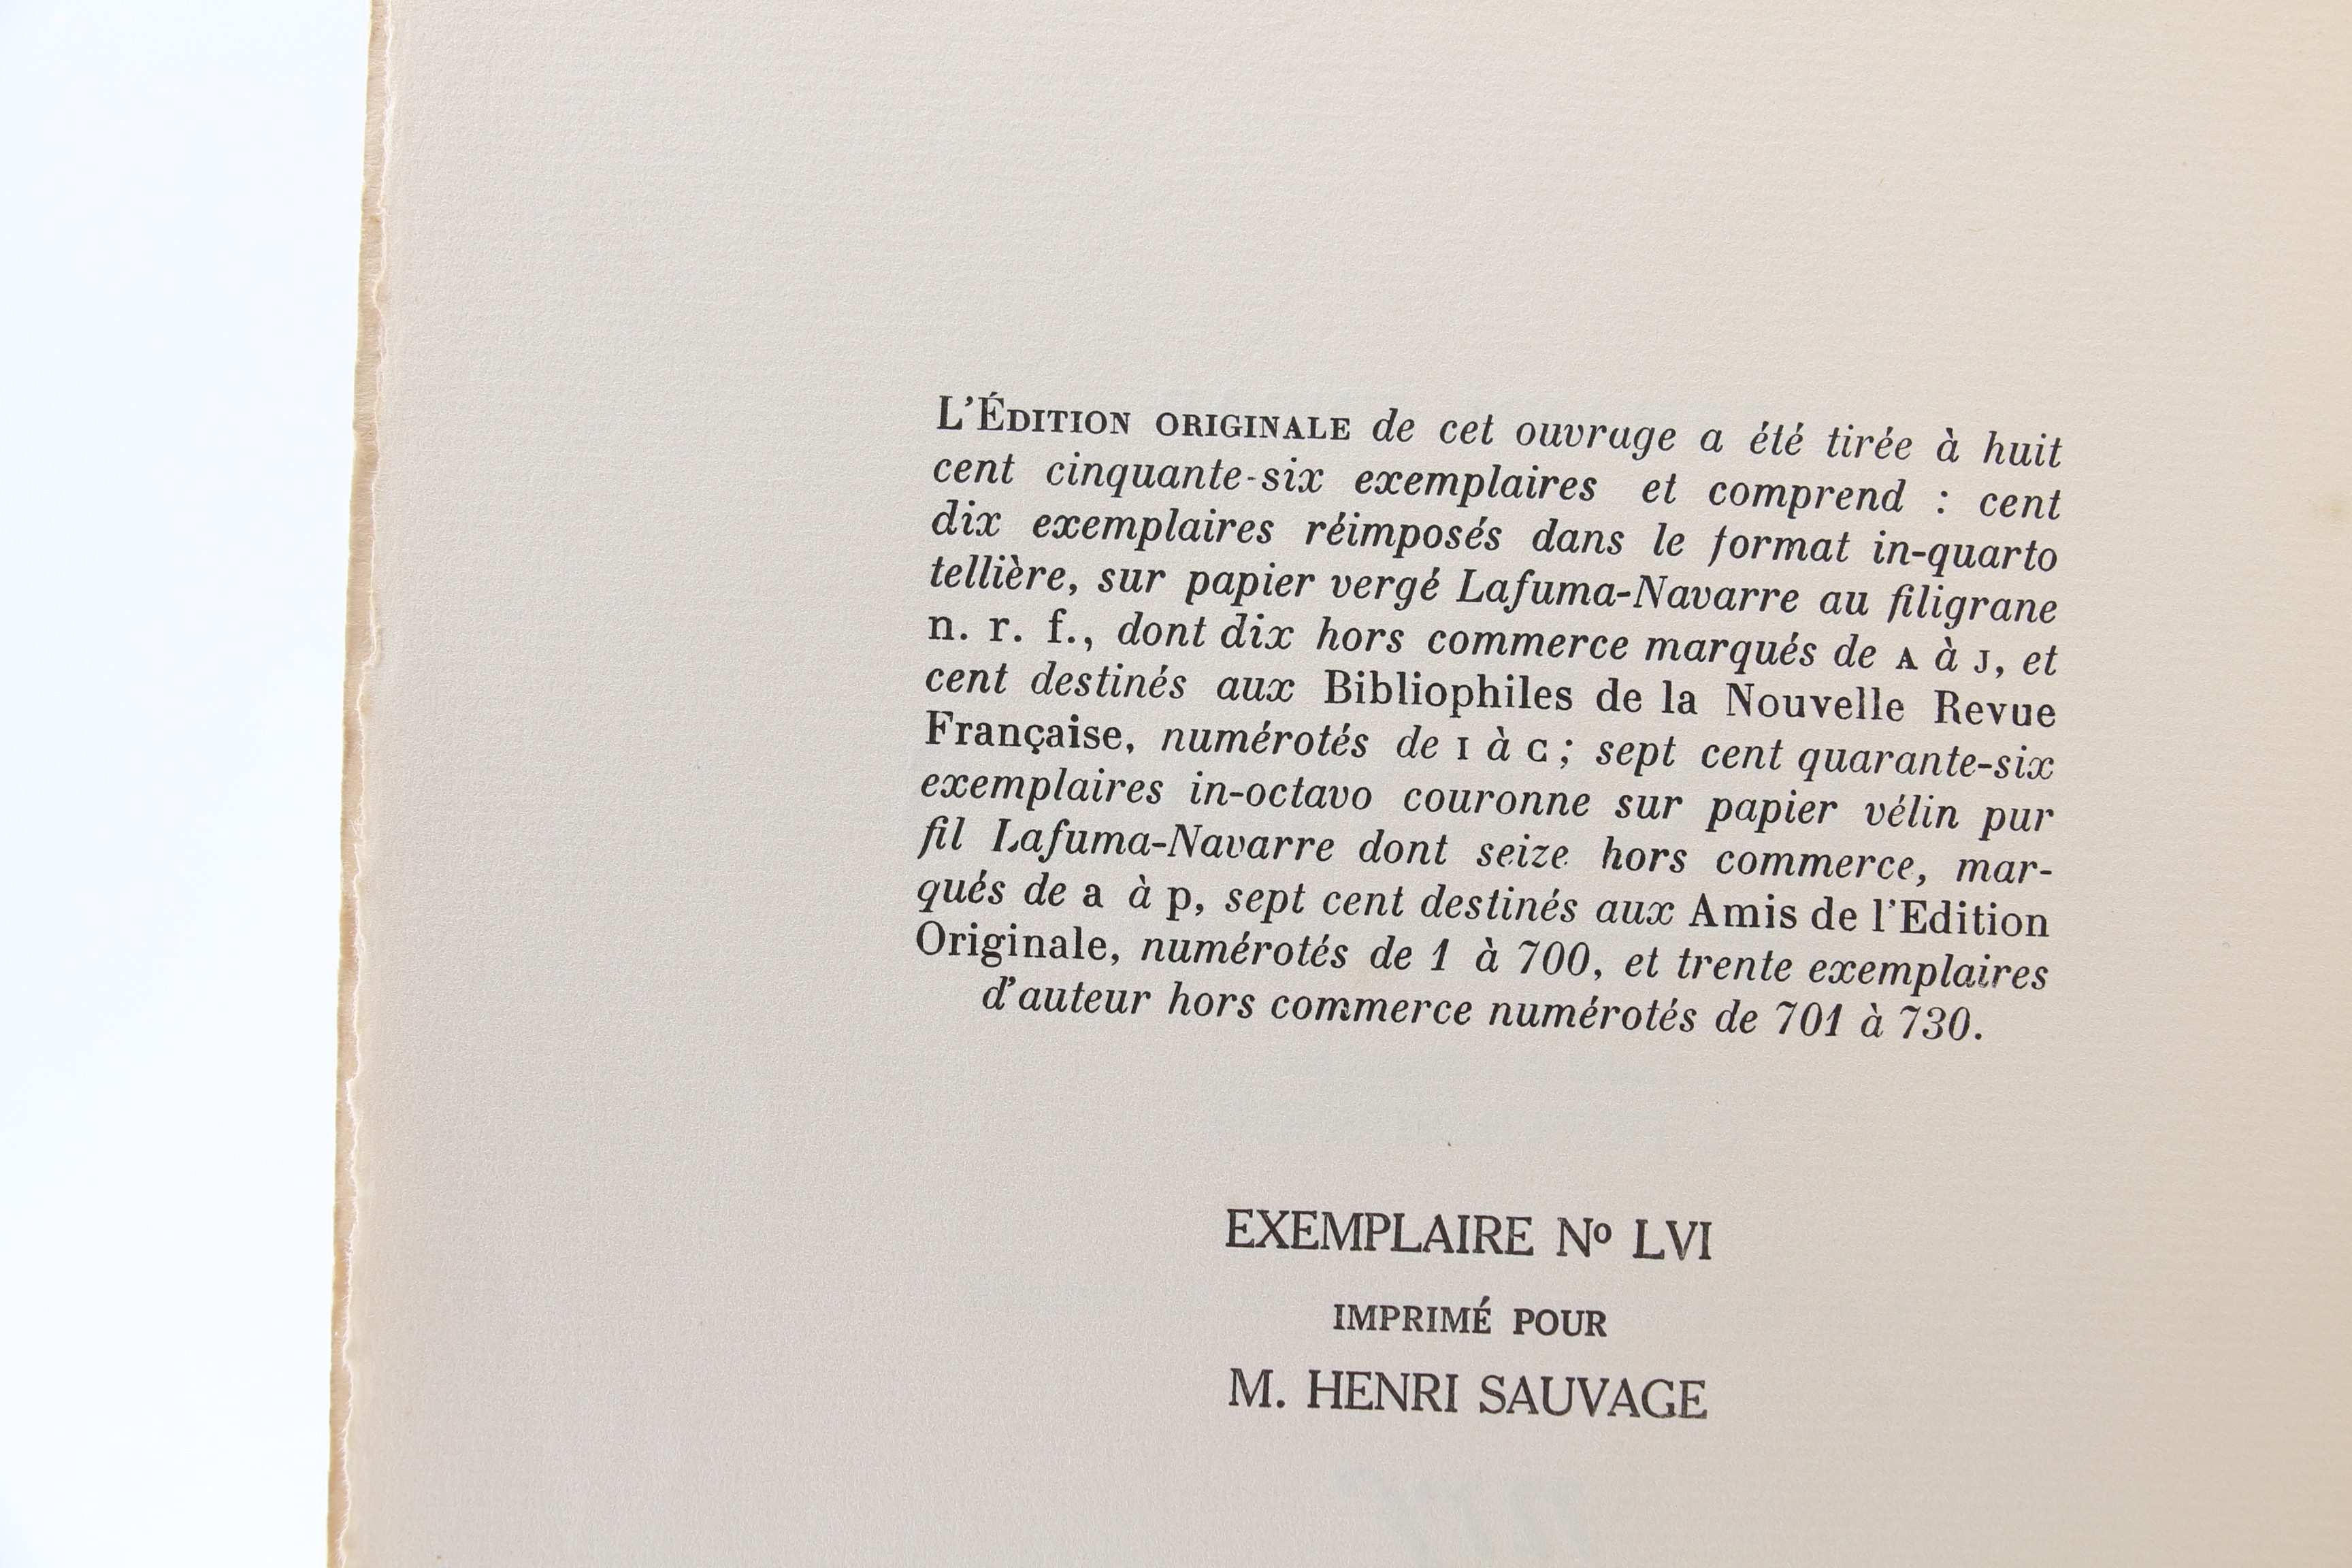 L'ÉDITION ORIGINALE de cet ouvrage a été tirée à huit
cent cinquante-six exemplaires et comprend : cent
dix exemplaires réimposés dans le format in-quarto
tellière, sur papier vergé Lafuma-Navarre au filigrane
n. r. f., dont dix hors commerce marqués de A à J, et
cent destinés aux Bibliophiles de la Nouvelle Revue
Française, numérotés de I à C ; sept cent quarante-six
exemplaires in-octavo couronne sur papier vélin pur
fil Lafuma-Navarre dont seize hors commerce, mar-
qués de a à p, sept cent destinés aux Amis de l'Edition
Originale, numérotés de 1 à 700, et trente exemplaires
d'auteur hors commerce numérotés de 701 à 730.
EXEMPLAIRE Nº LVI
IMPRIMÉ POUR
M. HENRI SAUVAGE